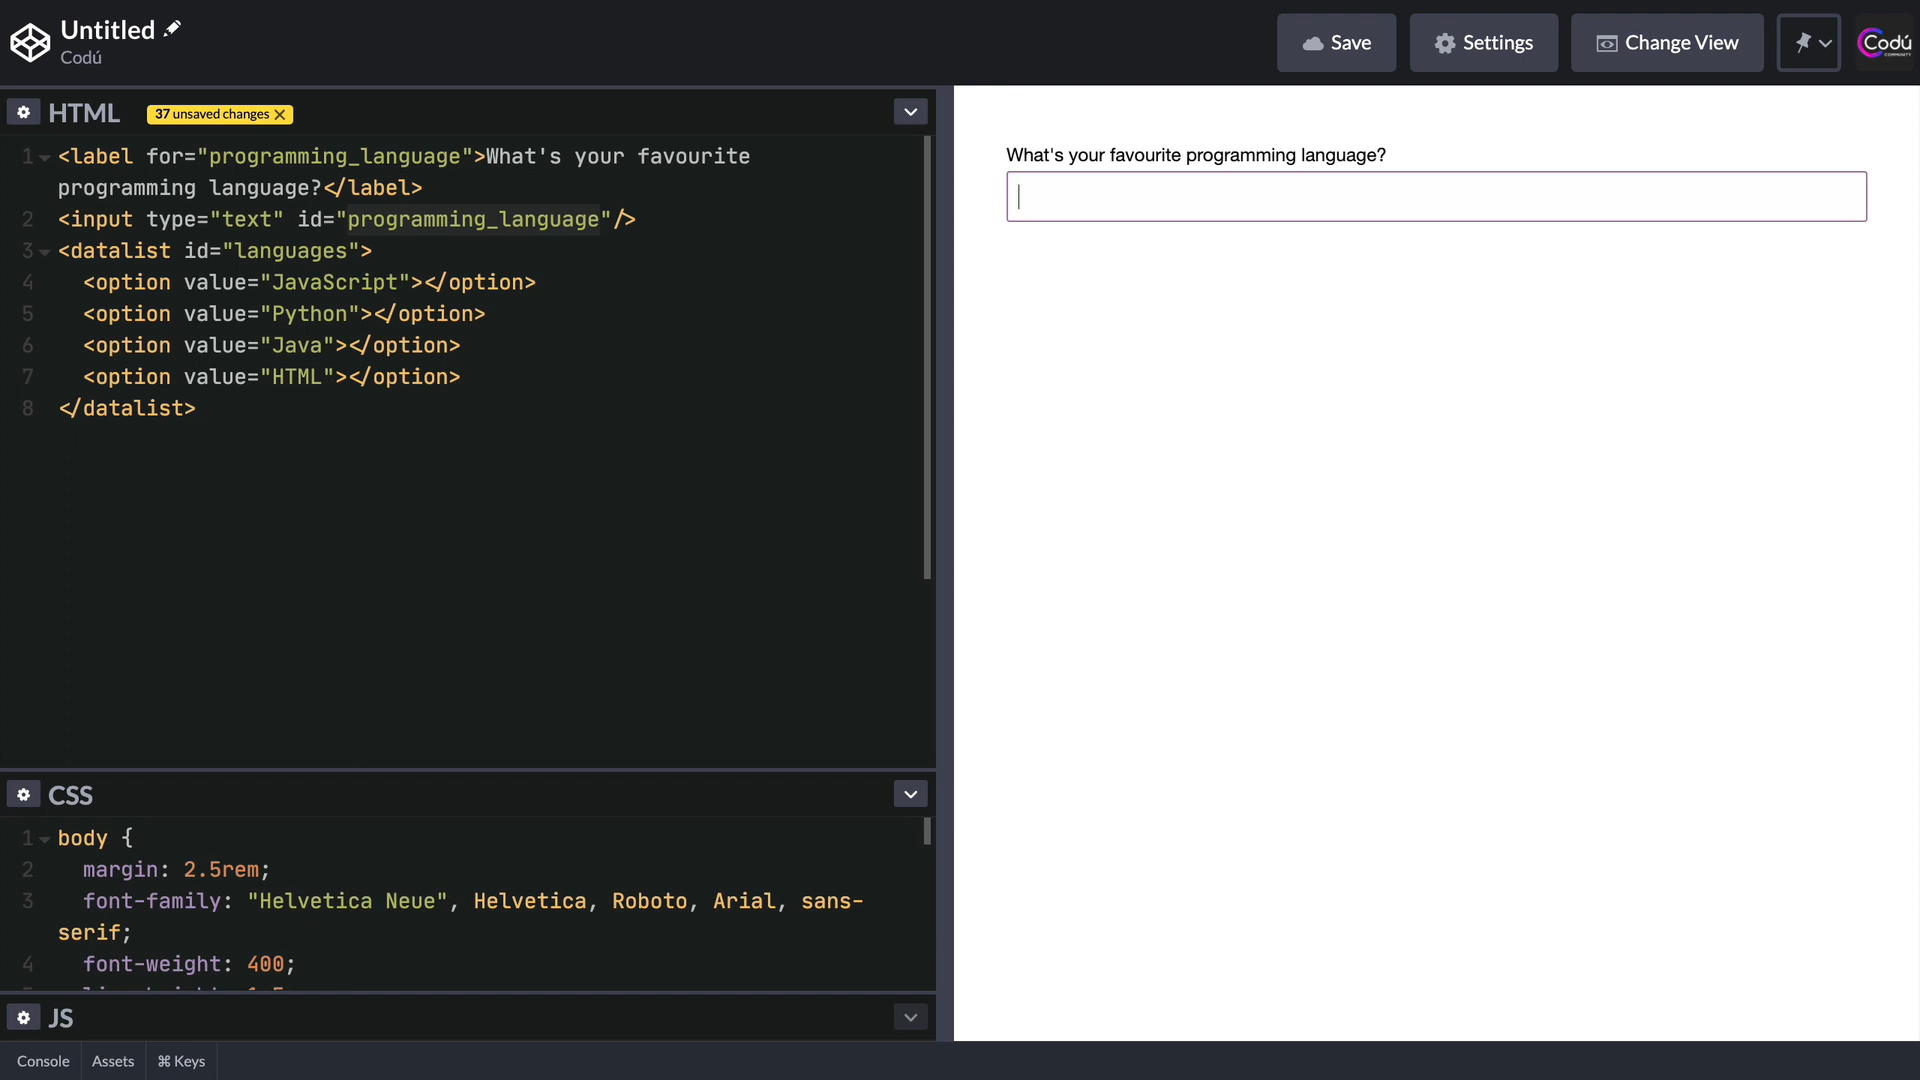 Untitled
Codú
Save
Settings
Change View
Codú
COMMUNITY
HTML
37 unsaved changes
1 <label for="programming_language">What's your favourite
programming language?</label>
2 <input type="text" id="programming_language"/>
3 <datalist id="languages">
4 <option value="JavaScript"></option>
5 <option value="Python"></option>
6 <option value="Java"></option>
7 <option value="HTML"></option>
8 </datalist>
What's your favourite programming language?
CSS
1 body {
2 margin: 2.5rem;
3 font-family: "Helvetica Neue", Helvetica, Roboto, Arial, sans-
serif;
4 font-weight: 400;
JS
Console
Assets
⌘ Keys